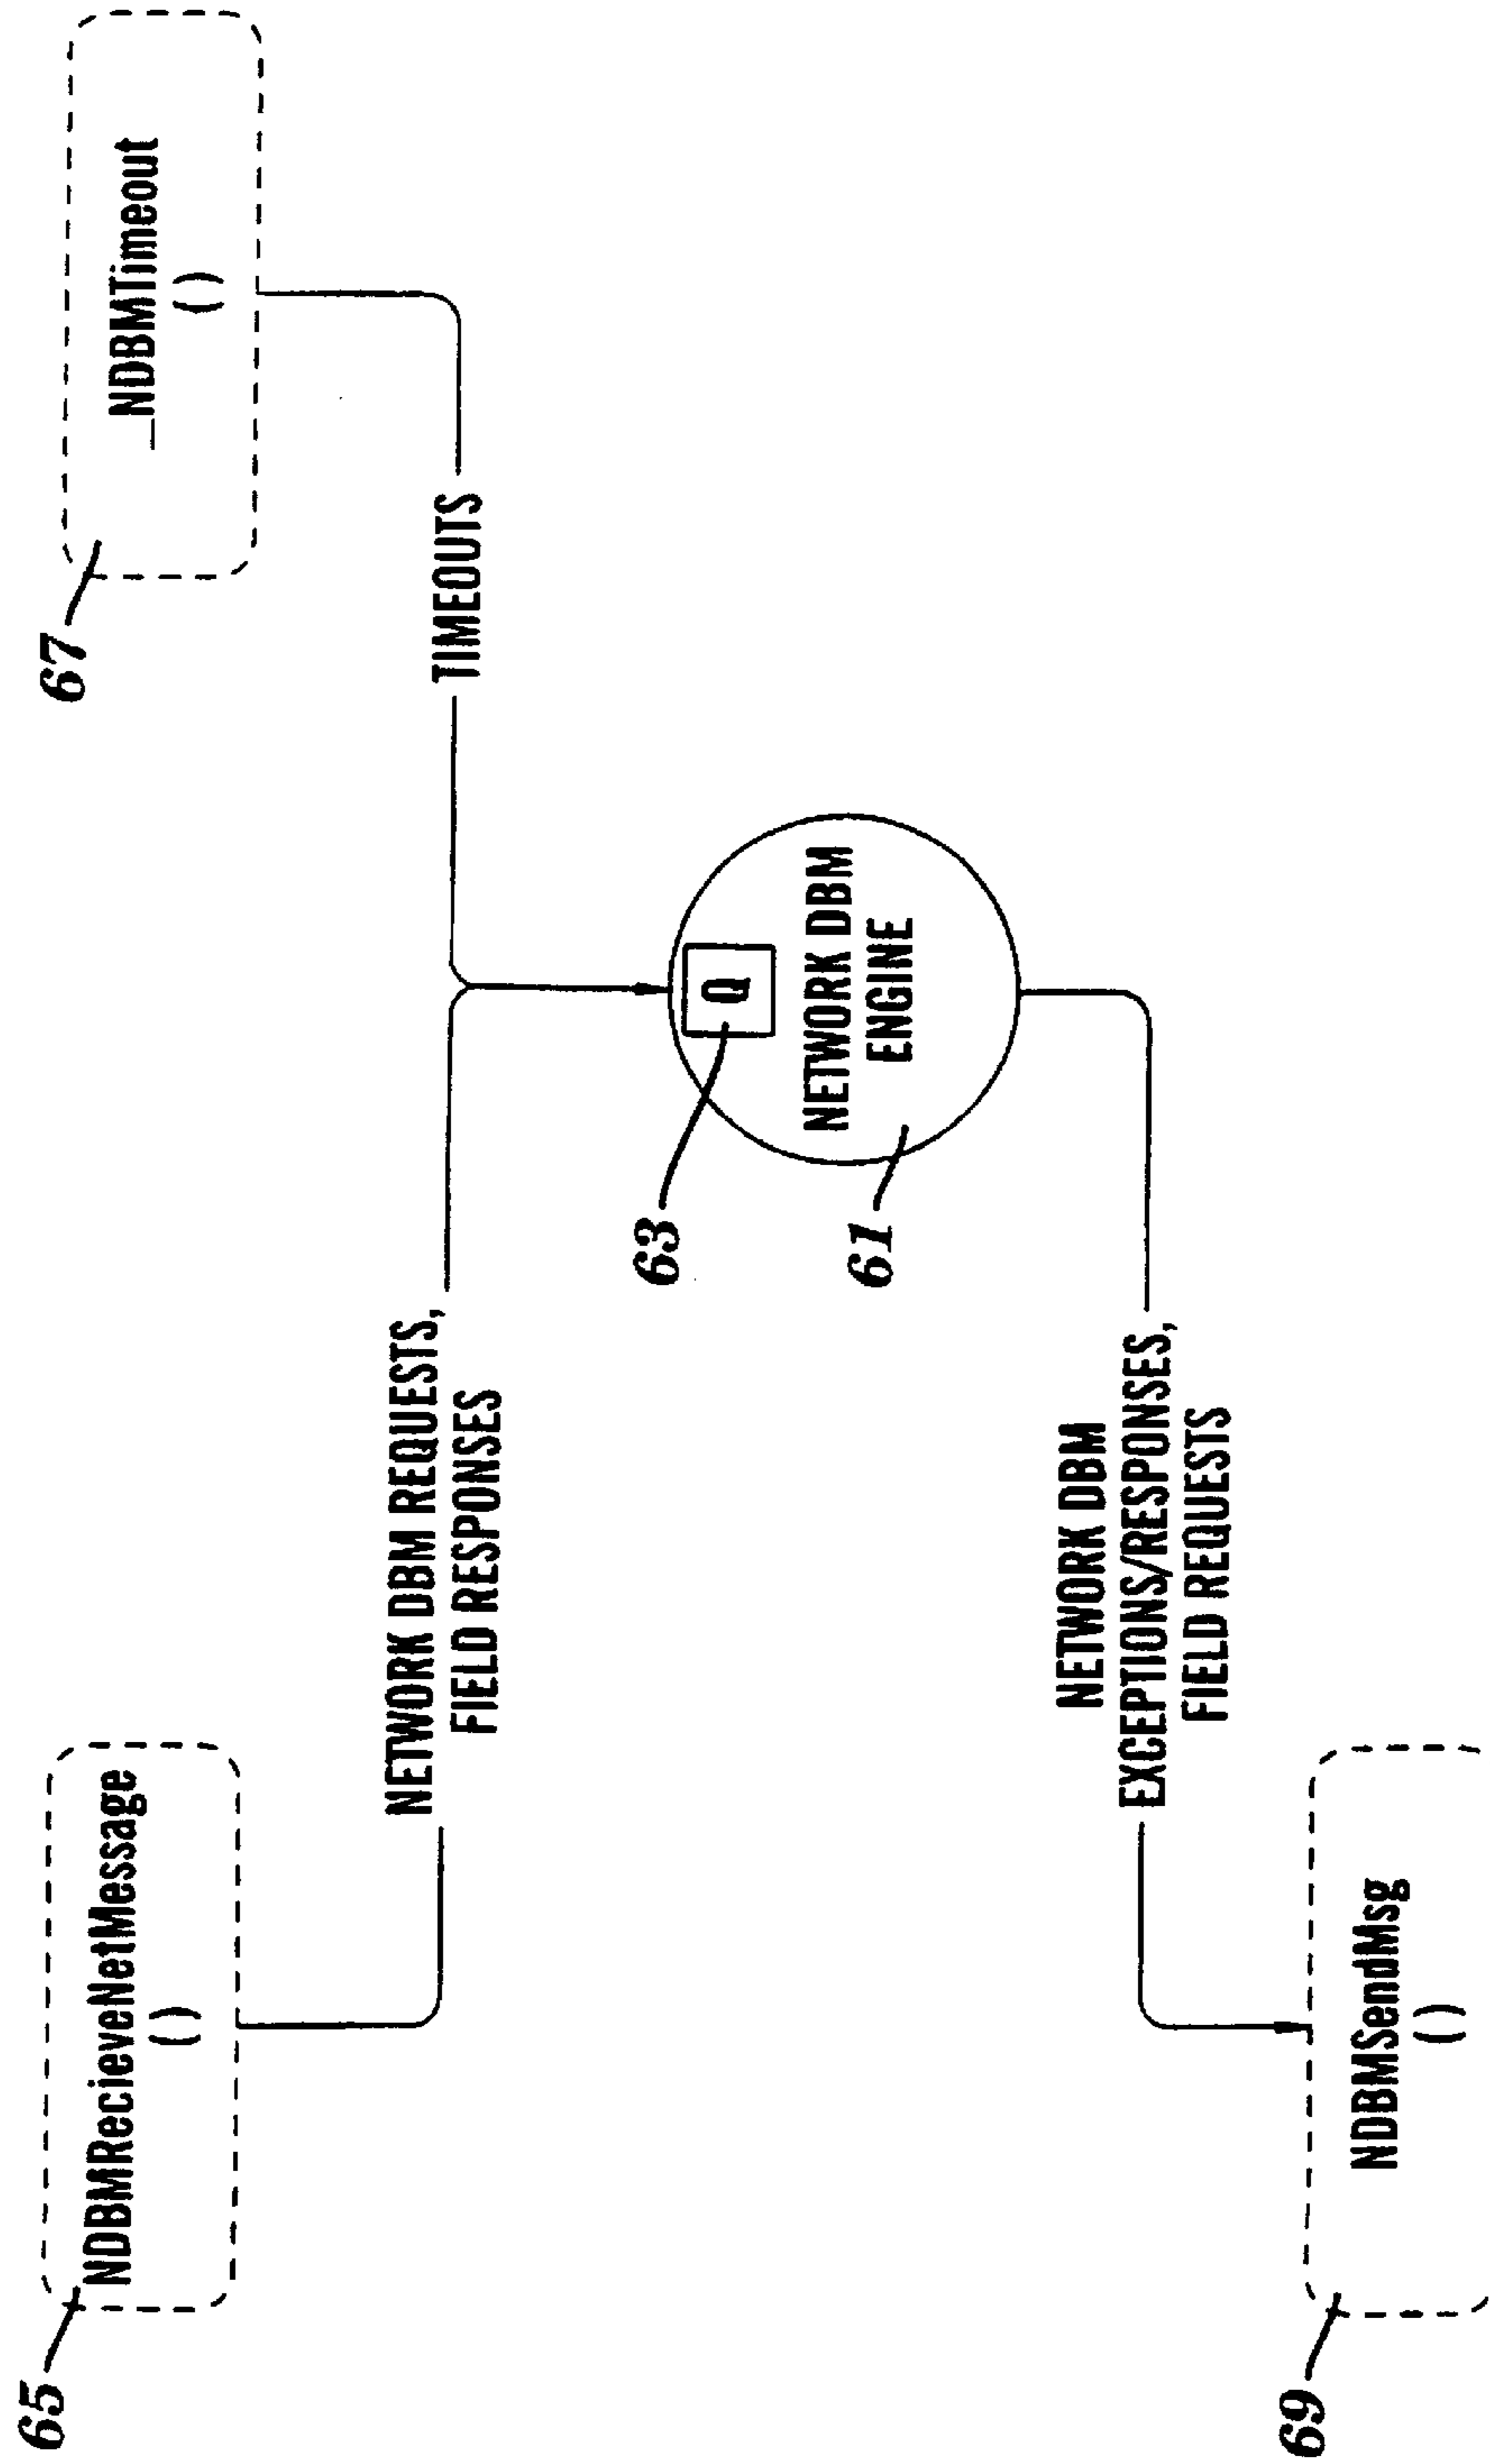 65
NDBMRecieveNetMessage
()
67
_NDBMTimeout
()
NETWORK DBM REQUESTS,
FIELD RESPONSES
TIMEOUTS
63
Q
61
NETWORK DBM
ENGINE
NETWORK DBM
EXCEPTIONS/RESPONSES,
FIELD REQUESTS
69
NDBMSendMsg
()